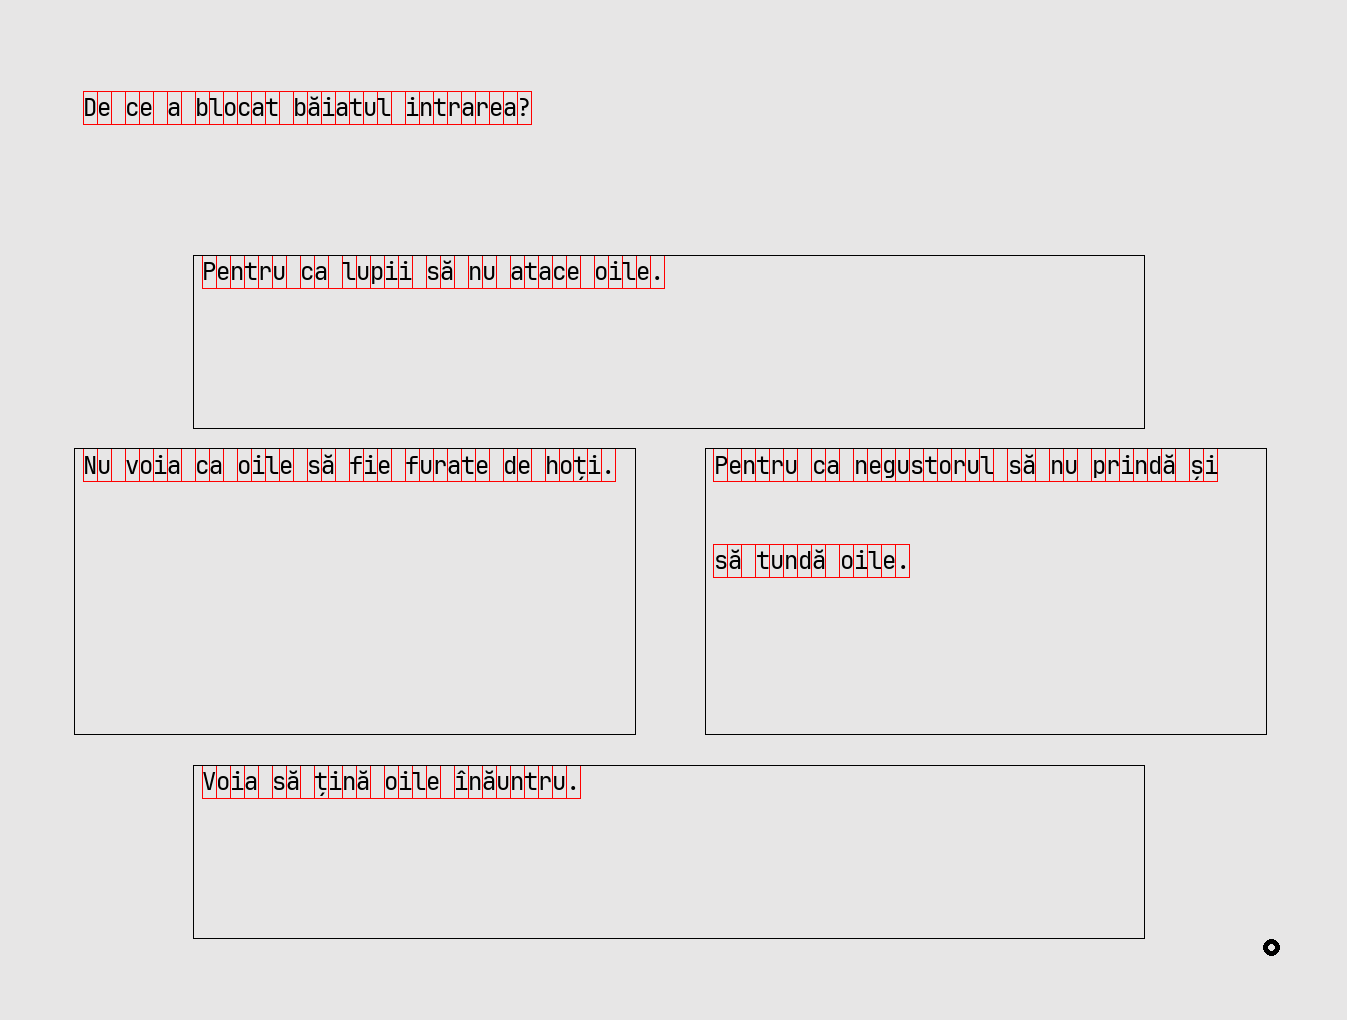 De ce a blocat băiatul intrarea?
Pentru ca lupii să nu atace oile.
Nu voia ca oile să fie furate de hoți.
Pentru ca negustorul să nu prindă și
să tundă oile.
Voia să țină oile înăuntru.